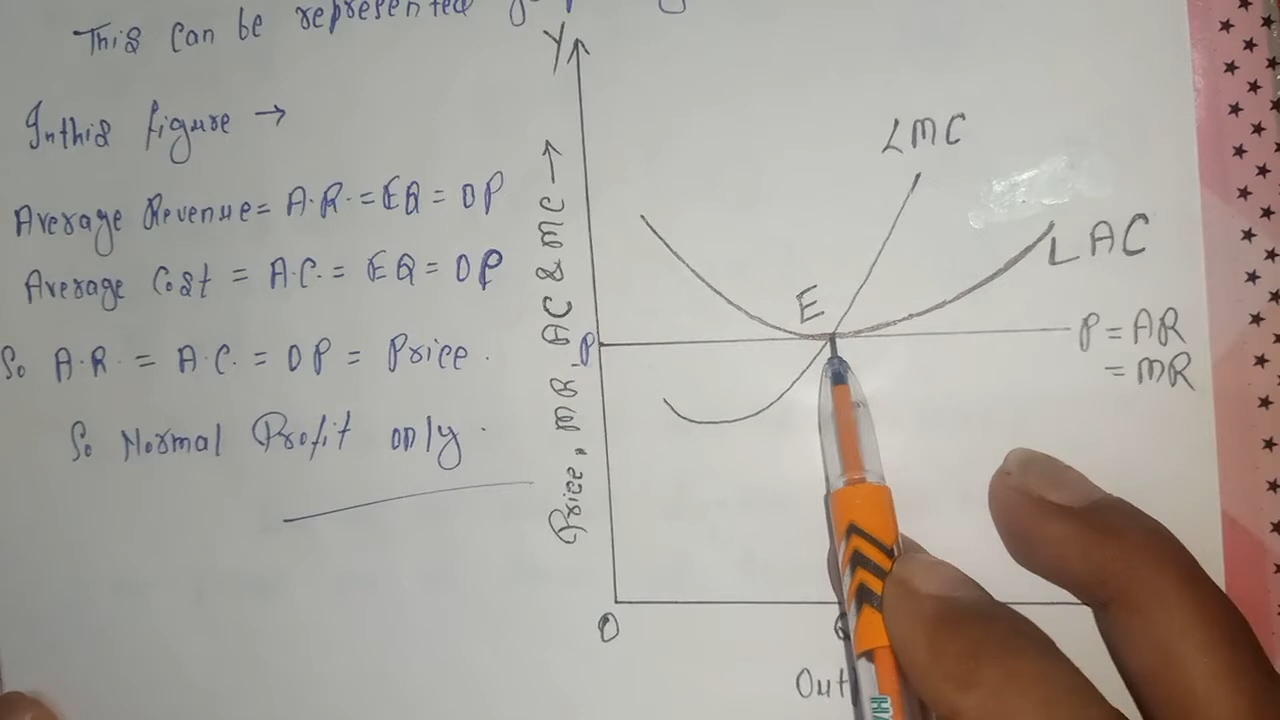 This can be represented
In this figure →
Average Revenue = A.R. = EQ = OP
Average Cost = A.C. = EQ = OP
So A.R. = A.C. = OP = Price.
So Normal Profit only.
Y
Price, MR, AC & MC →
LMC
LAC
E
P
P = AR
= MR
O
Q
Out